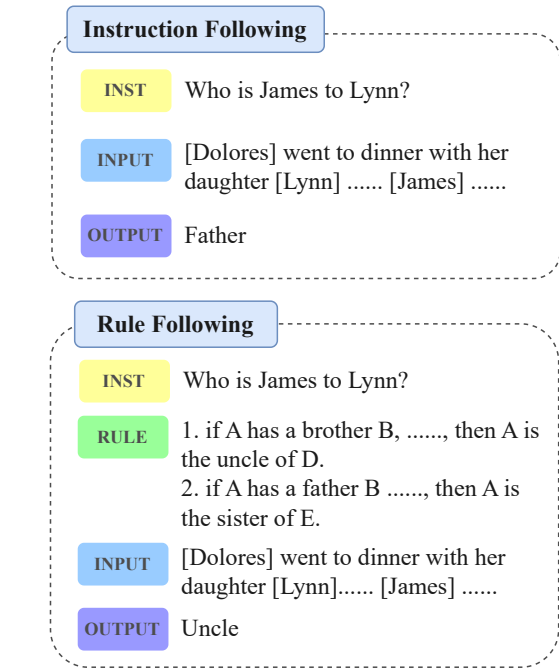 Instruction Following
INST
Who is James to Lynn?
INPUT
[Dolores] went to dinner with her
daughter [Lynn] ...... [James] ......
OUTPUT
Father
Rule Following
INST
Who is James to Lynn?
RULE
1. if A has a brother B, ......, then A is
the uncle of D.
2. if A has a father B ......, then A is
the sister of E.
INPUT
[Dolores] went to dinner with her
daughter [Lynn]...... [James] ......
OUTPUT
Uncle